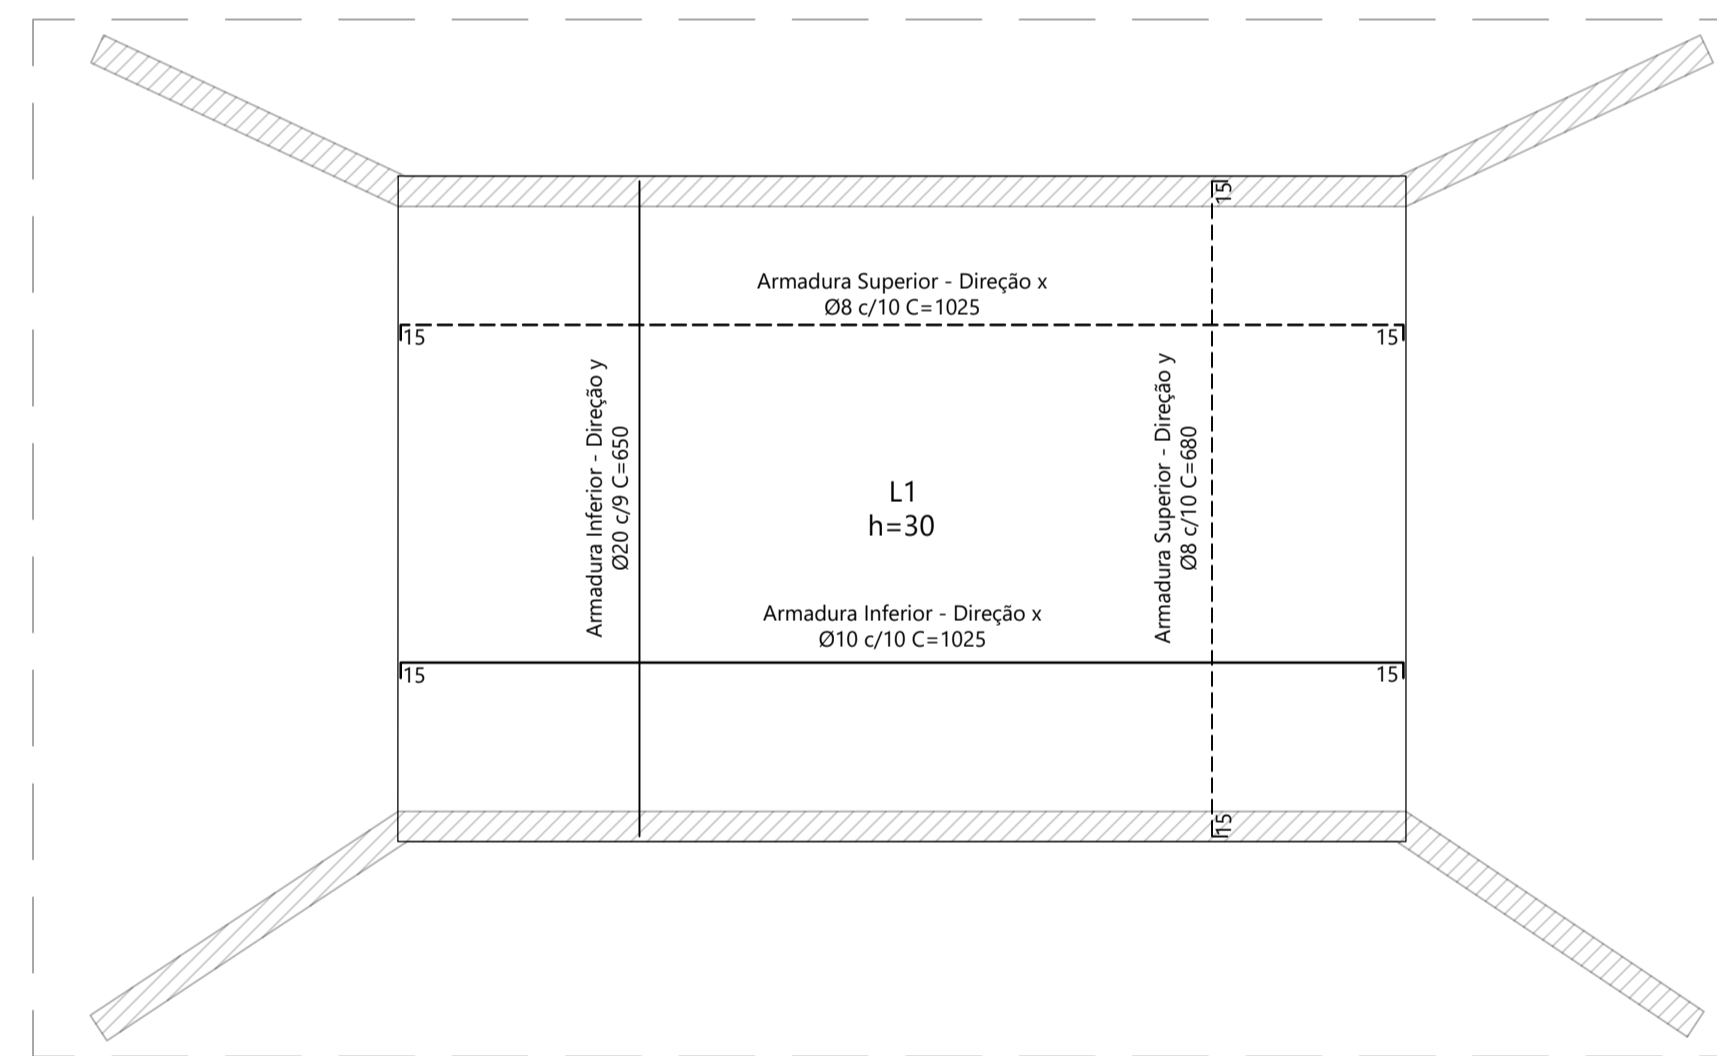 15
Armadura Superior - Direção x
Ø8 c/10 C=1025
15
15
Armadura Inferior - Direção y
Ø20 c/9 C=650
Armadura Superior - Direção y
Ø8 c/10 C=680
L1
h=30
Armadura Inferior - Direção x
Ø10 c/10 C=1025
15
15
15